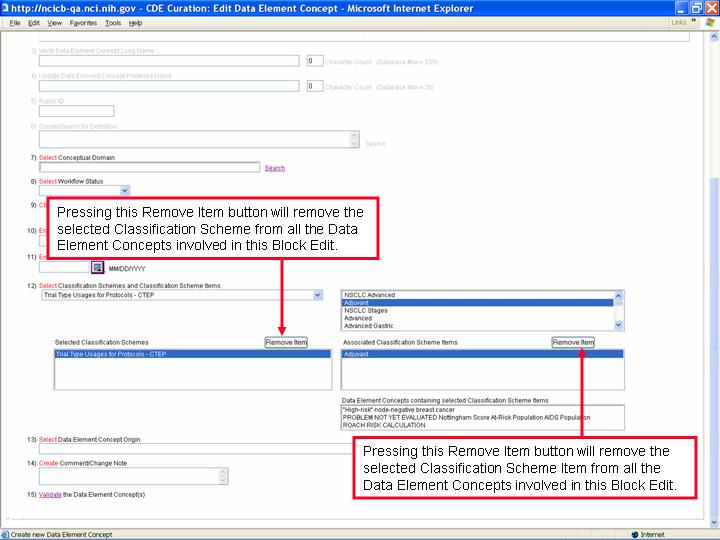 http://ncicb-qa.nci.nih.gov - CDE Curation: Edit Data Element Concept - Microsoft Internet Explorer
File Edit View Favorites Tools Help Links »
3) Verify Data Element Concept Long Name
0 Character Count (Database Max = 255)
4) Update Data Element Concept Preferred Name
0 Character Count (Database Max = 30)
5) Public ID
6) Create/Search for Definition
Search
7) Select Conceptual Domain
Search
8) Select Workflow Status
9)
Pressing this Remove Item button will remove the
selected Classification Scheme from all the Data
Element Concepts involved in this Block Edit.
10)
11)
MM/DD/YYYY
12) Select Classification Schemes and Classification Scheme Items
Trial Type Usages for Protocols - CTEP
NSCLC Advanced
Adjuvant
NSCLC Stages
Advanced
Advanced Gastric
Selected Classification Schemes Remove Item
Trial Type Usages for Protocols - CTEP
Associated Classification Scheme Items Remove Item
Adjuvant
Data Element Concepts containing selected Classification Scheme Items
"High-risk" node-negative breast cancer
PROBLEM NOT YET EVALUATED Nottingham Score At-Risk Population AIDS Population
ROACH RISK CALCULATION
13) Select Data Element Concept Origin
Pressing this Remove Item button will remove the
selected Classification Scheme Item from all the
Data Element Concepts involved in this Block Edit.
14) Create Comment/Change Note
15) Validate the Data Element Concept(s)
Create new Data Element Concept Internet